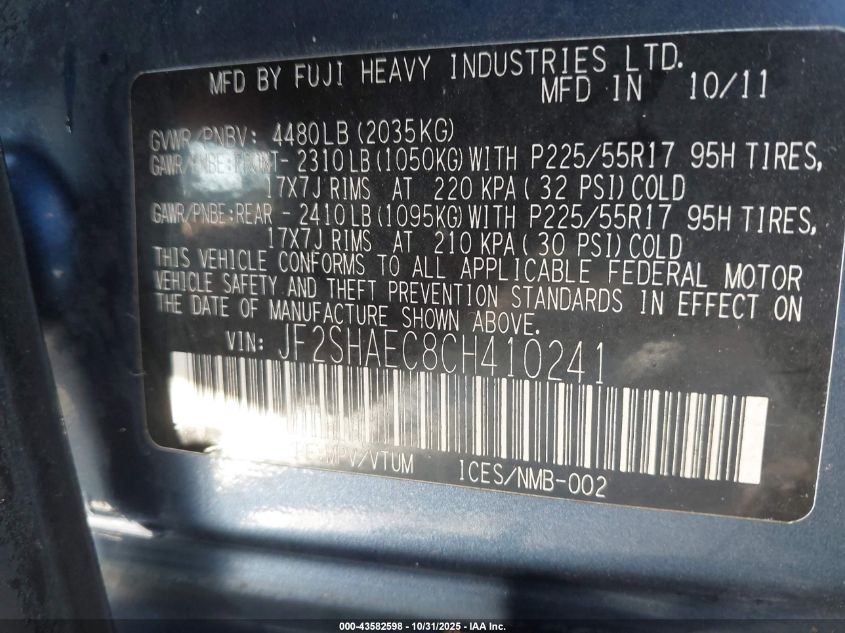 MFD BY FUJI HEAVY INDUSTRIES LTD.
MFD IN 10/11
GVWR/PNBV: 4480LB (2035KG)
GAWR/PNBE:FRONT- 2310LB (1050KG) WITH P225/55R17 95H TIRES,
17X7J RIMS AT 220 KPA ( 32 PSI) COLD
GAWR/PNBE:REAR - 2410LB (1095KG) WITH P225/55R17 95H TIRES,
17X7J RIMS AT 210 KPA ( 30 PSI) COLD
THIS VEHICLE CONFORMS TO ALL APPLICABLE FEDERAL MOTOR
VEHICLE SAFETY AND THEFT PREVENTION STANDARDS IN EFFECT ON
THE DATE OF MANUFACTURE SHOWN ABOVE.
VIN: JF2SHAEC8CH410241
MPV/VTUM ICES/NMB-002
000-43582598 - 10/31/2025 - IAA Inc.